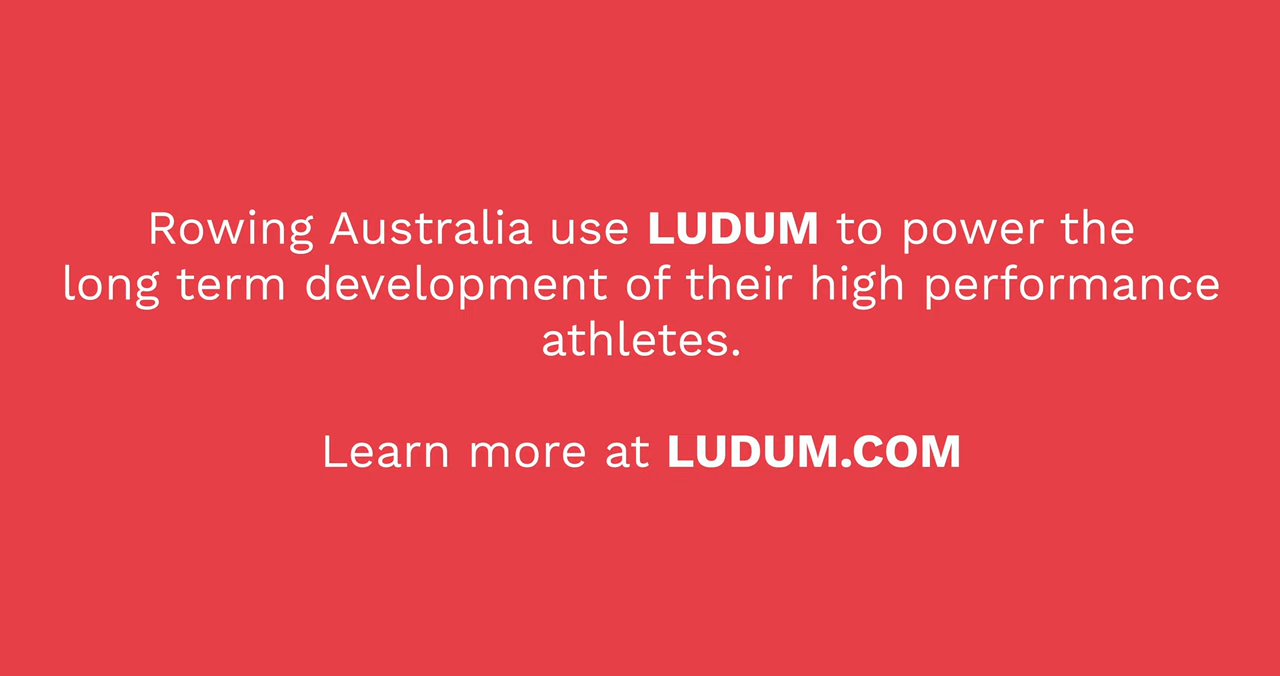 Rowing Australia use LUDUM to power the
long term development of their high performance
athletes.
Learn more at LUDUM.COM